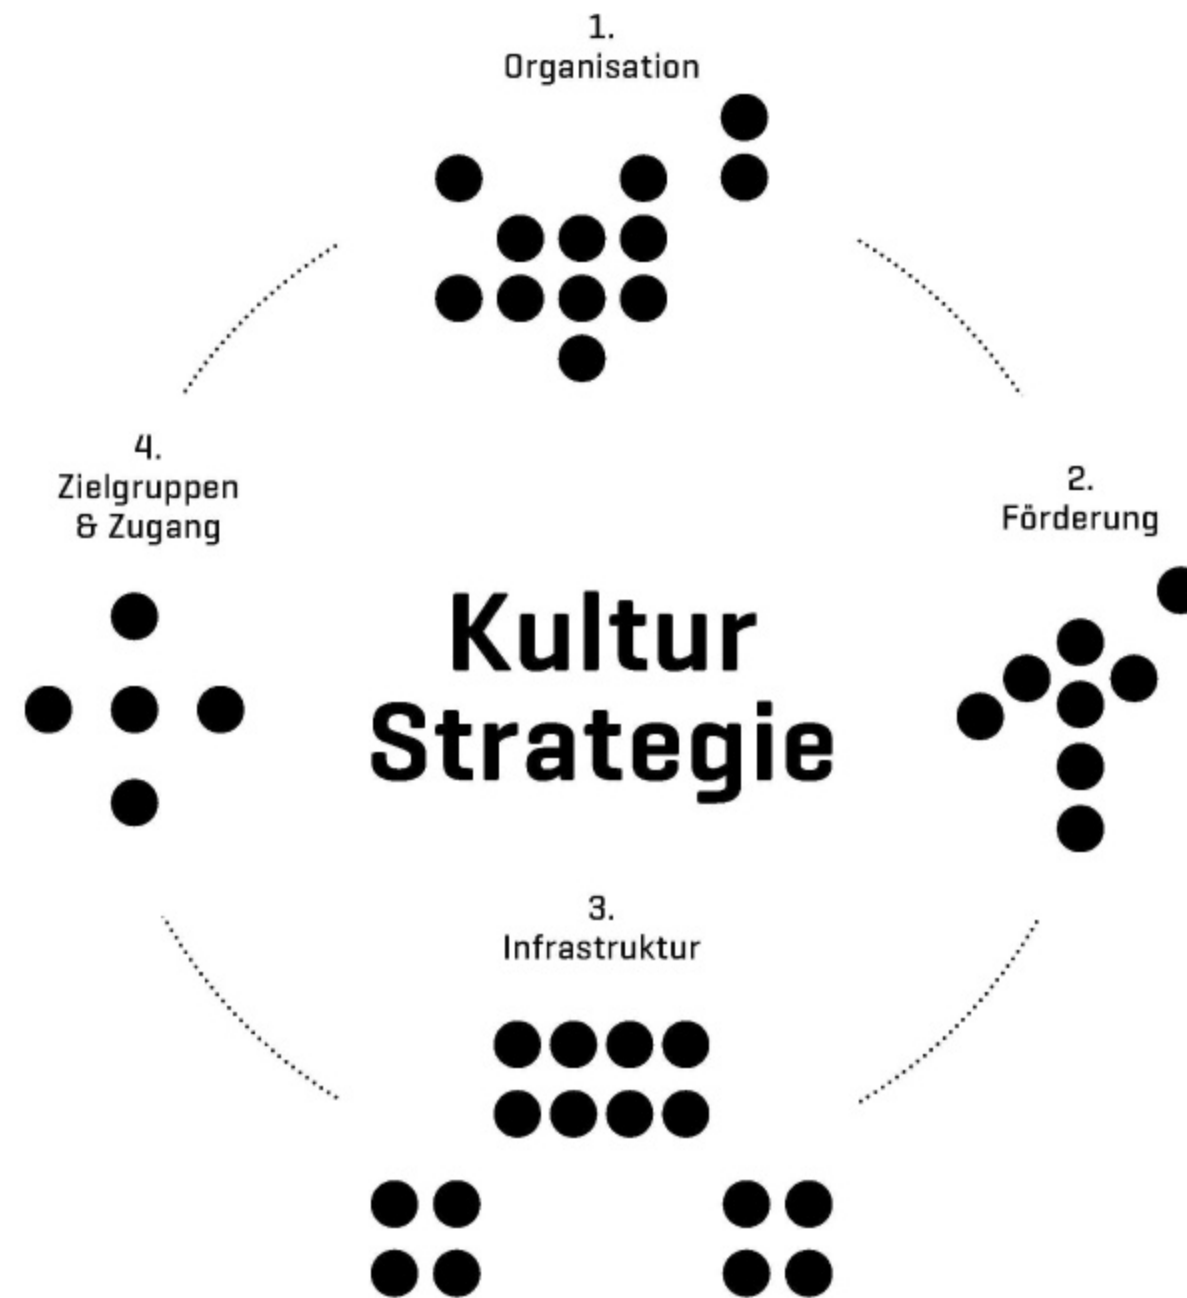 1.
Organisation
2.
Förderung
3.
Infrastruktur
4.
Zielgruppen
& Zugang
Kultur
Strategie